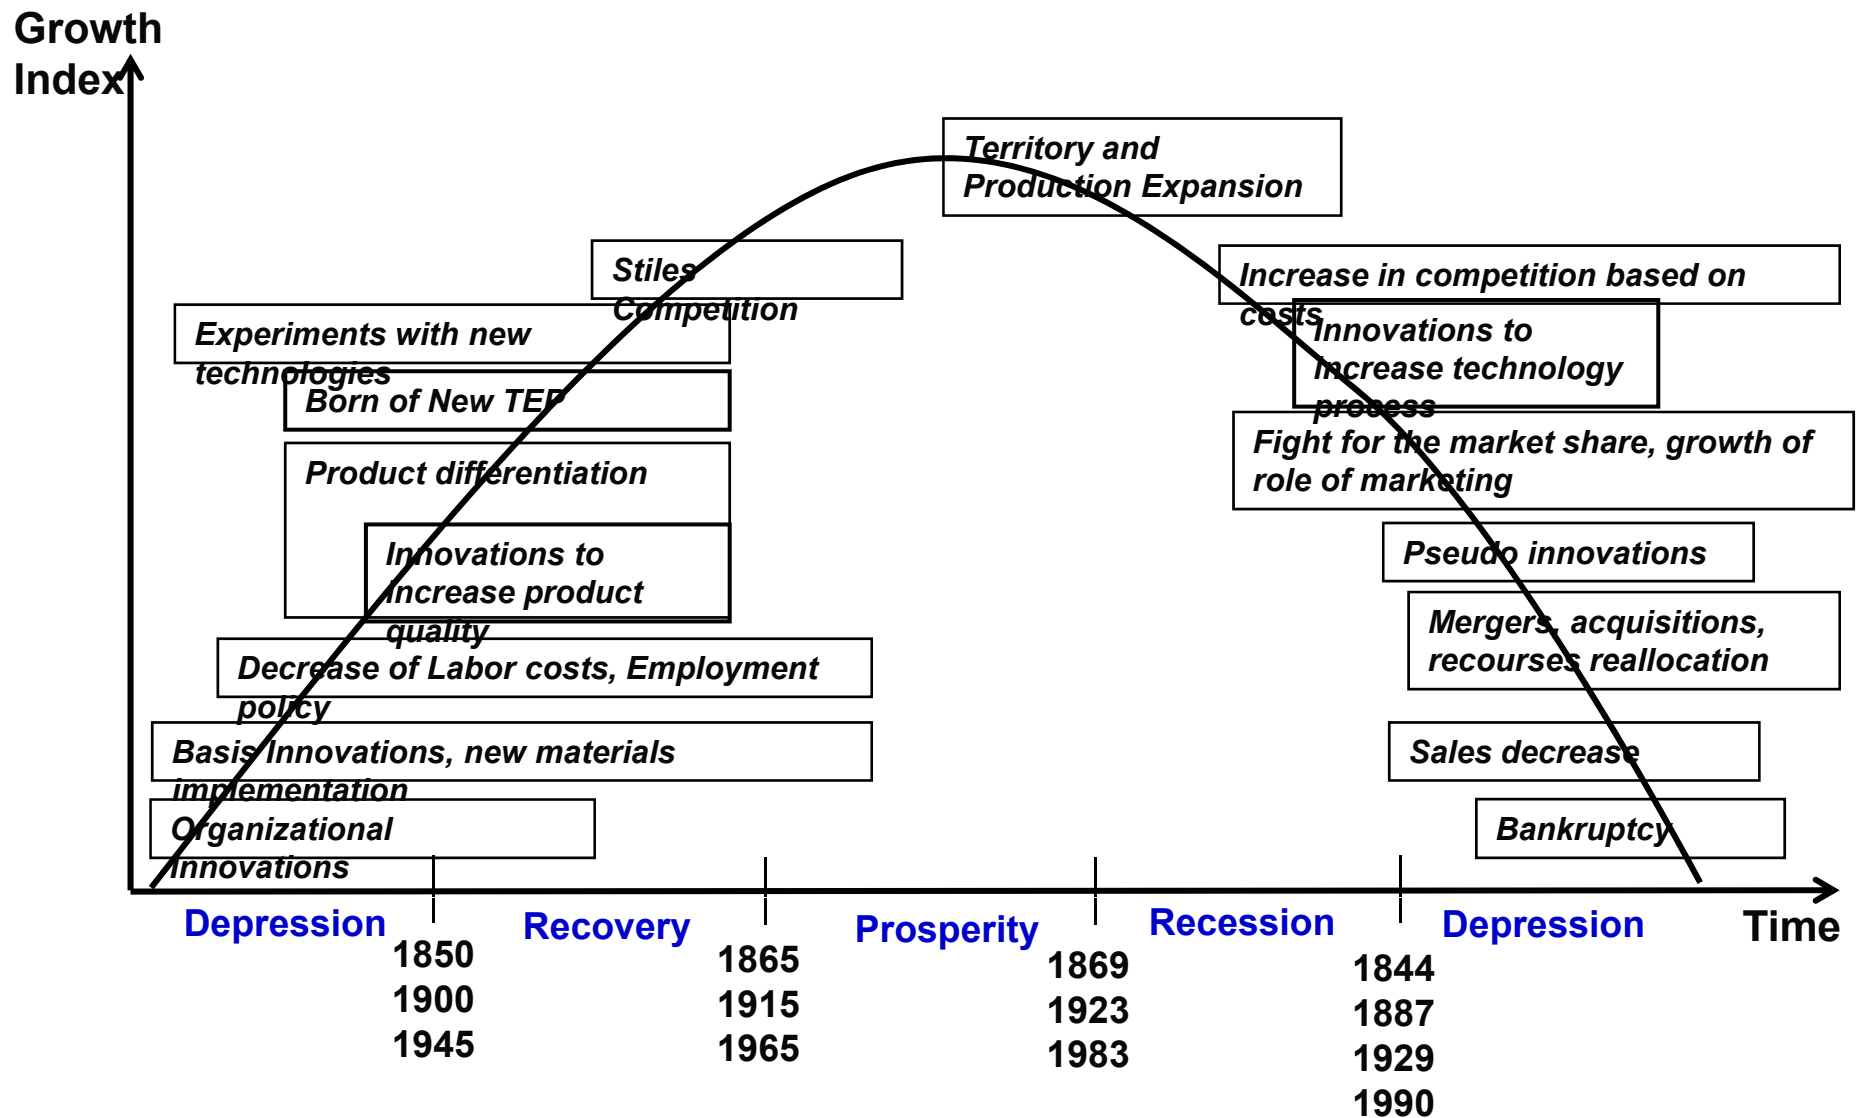 Growth
Index
Territory and
Production Expansion
Stiles
Competition
Increase in competition based on
costs
Experiments with new
technologies
Innovations to
increase technology
process
Born of New TEP
Fight for the market share, growth of
role of marketing
Product differentiation
Pseudo innovations
Innovations to
increase product
quality
Mergers, acquisitions,
recourses reallocation
Decrease of Labor costs, Employment
policy
Basis Innovations, new materials
implementation
Sales decrease
Organizational
Innovations
Bankruptcy
Depression
Recovery
Prosperity
Recession
Depression
Time
1850
1900
1945
1865
1915
1965
1869
1923
1983
1844
1887
1929
1990